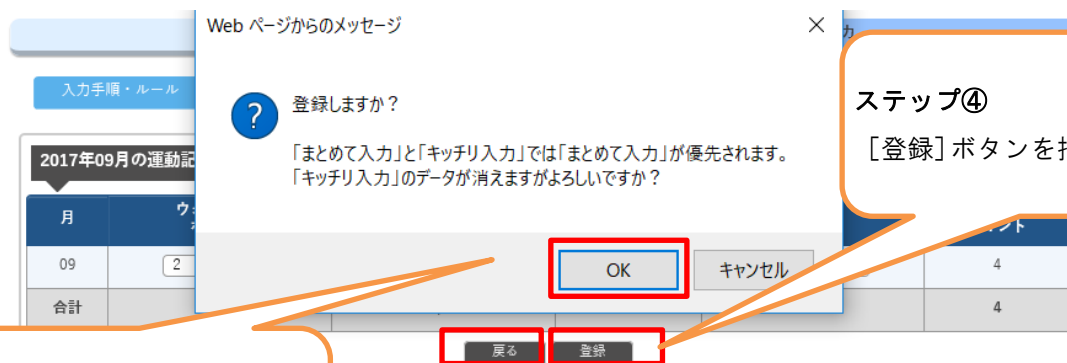 Web ページからのメッセージ
力
入力手順・ルール
登録しますか？
ステップ④
「まとめて入力」と「キッチリ入力」では「まとめて入力」が優先されます。
「キッチリ入力」のデータが消えますがよろしいですか？
［登録］ボタンを
2017年09月の運動記
月
ウ
ント
09
2
4
OK
キャンセル
合計
4
戻る
登録